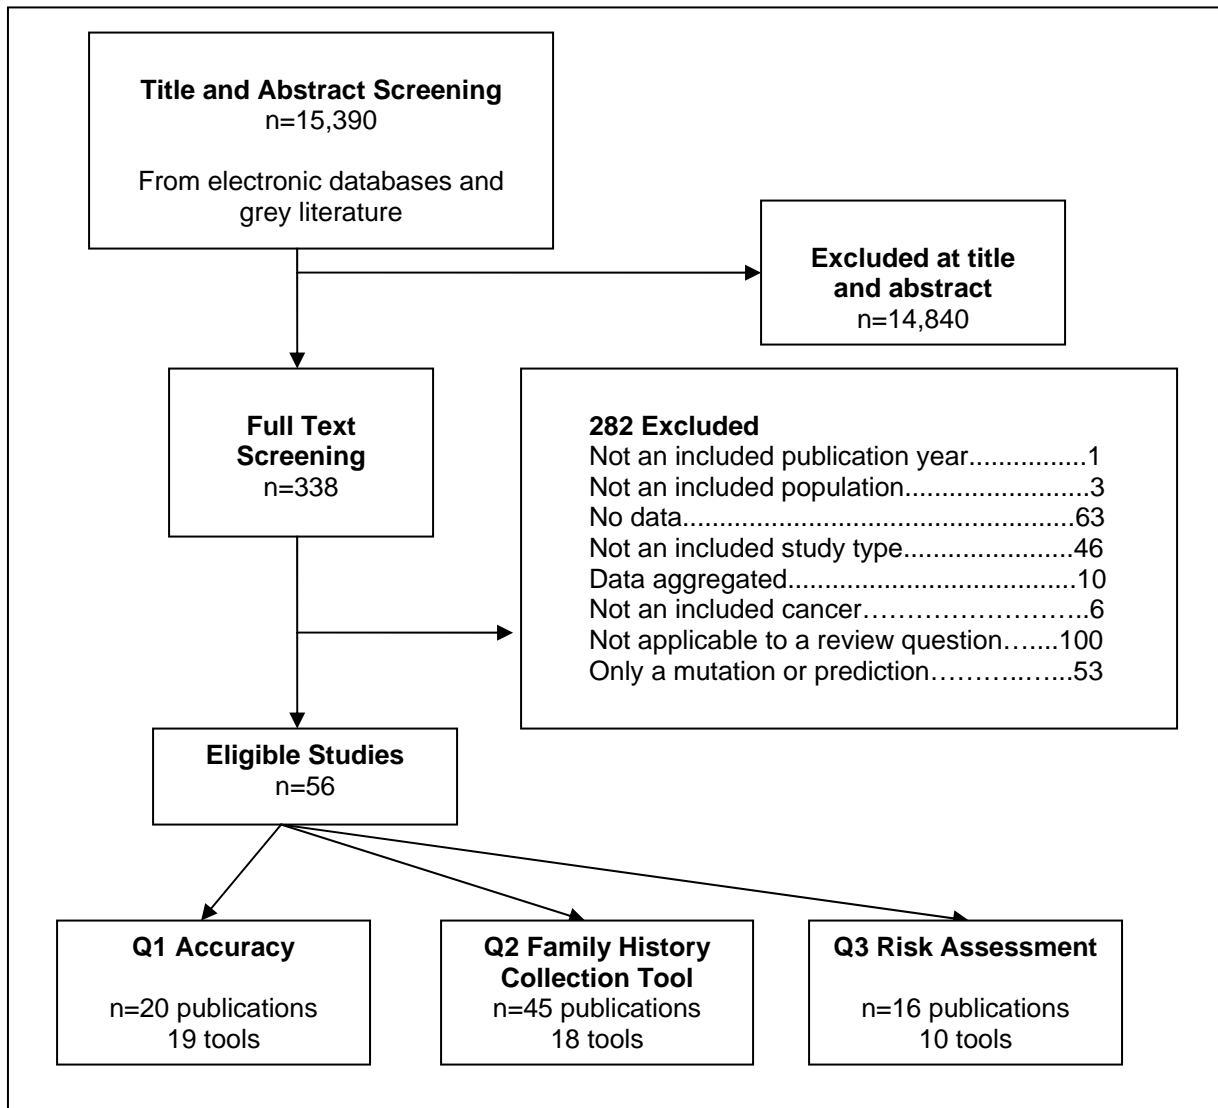 Title and Abstract Screening
n=15,390
From electronic databases and
grey literature
Excluded at title
and abstract
n=14,840
Full Text
Screening
n=338
282 Excluded
Not an included publication year................1
Not an included population.........................3
No data.....................................................63
Not an included study type.......................46
Data aggregated.......................................10
Not an included cancer…………………..6
Not applicable to a review question…....100
Only a mutation or prediction………..…...53
Eligible Studies
n=56
Q1 Accuracy
n=20 publications
19 tools
Q2 Family History
Collection Tool
n=45 publications
18 tools
Q3 Risk Assessment
n=16 publications
10 tools